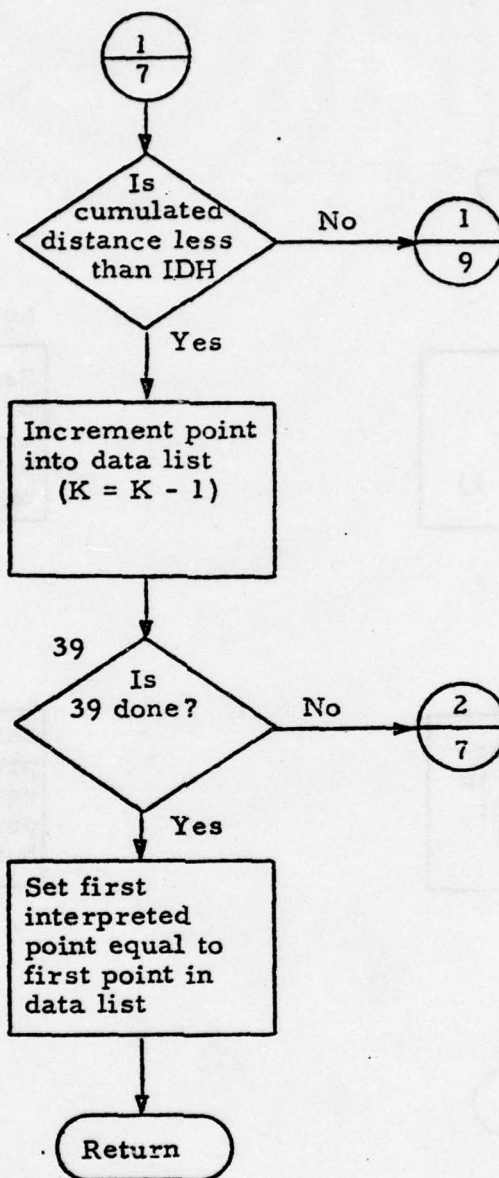 1
7
Is
cumulated
distance less
than IDH
No
1
9
Yes
Increment point
into data list
(K = K - 1)
39
Is
39 done?
No
2
7
Yes
Set first
interpreted
point equal to
first point in
data list
Return